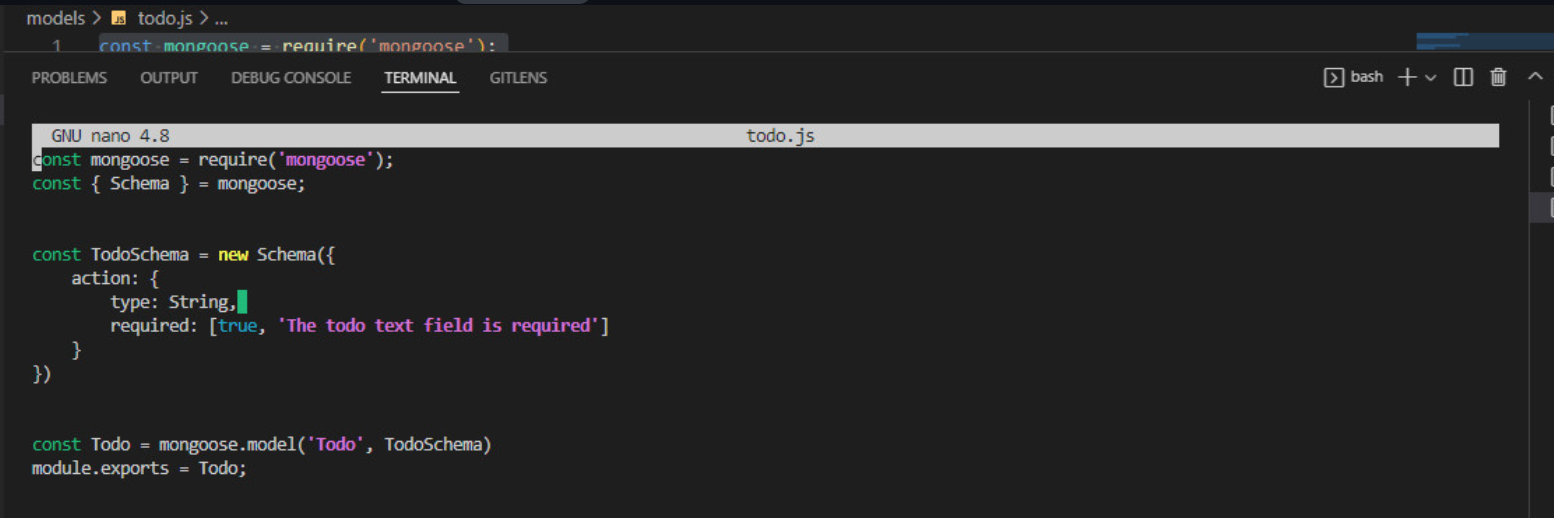 models > JS todo.js > ...
1 const mongoose = require('mongoose');
PROBLEMS OUTPUT DEBUG CONSOLE TERMINAL GITLENS bash
GNU nano 4.8 todo.js
const mongoose = require('mongoose');
const { Schema } = mongoose;
const TodoSchema = new Schema({
    action: {
        type: String,
        required: [true, 'The todo text field is required']
    }
})
const Todo = mongoose.model('Todo', TodoSchema)
module.exports = Todo;